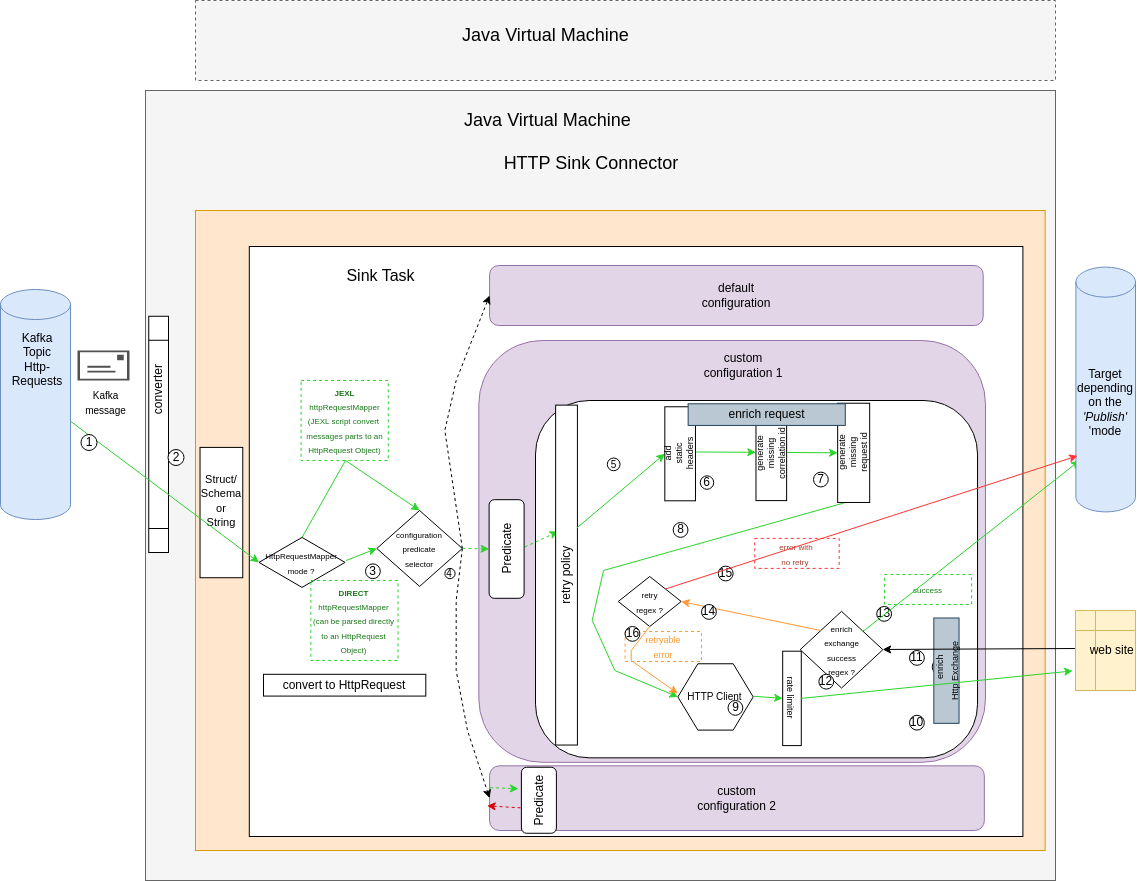 Java Virtual Machine
Java Virtual Machine
HTTP Sink Connector
Sink Task
default
configuration
custom
configuration 1
Kafka
Topic
Http-
Requests
Kafka
message
1
converter
2
Struct/
Schema
or
String
JEXL
httpRequestMapper
(JEXL script convert
messages parts to an
HttpRequest Object)
HttpRequestMapper
mode ?
DIRECT
httpRequestMapper
(can be parsed directly
to an HttpRequest
Object)
convert to HttpRequest
3
configuration
predicate
selector
4
Predicate
retry policy
5
enrich request
add
static
headers
6
generate
missing
correlation id
7
generate
missing
request id
8
error with
no retry
15
retry
regex ?
14
16
retryable
error
HTTP Client
9
rate limiter
success
13
enrich
exchange
success
regex ?
12
11
enrich
Http Exchange
10
Target
depending
on the
'Publish'
'mode
web site
Predicate
custom
configuration 2